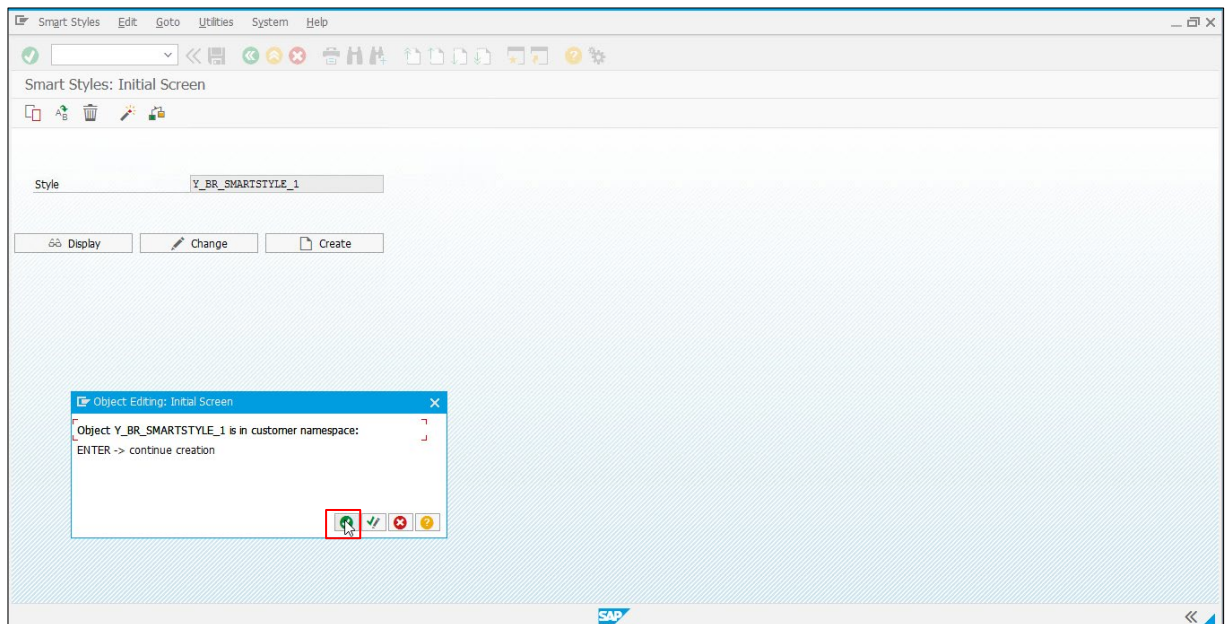 Smart Styles Edit Goto Utilities System Help
Smart Styles: Initial Screen
Style Y_BR_SMARTSTYLE_1
Display Change Create
Object Editing: Initial Screen
Object Y_BR_SMARTSTYLE_1 is in customer namespace:
ENTER -> continue creation
SAP